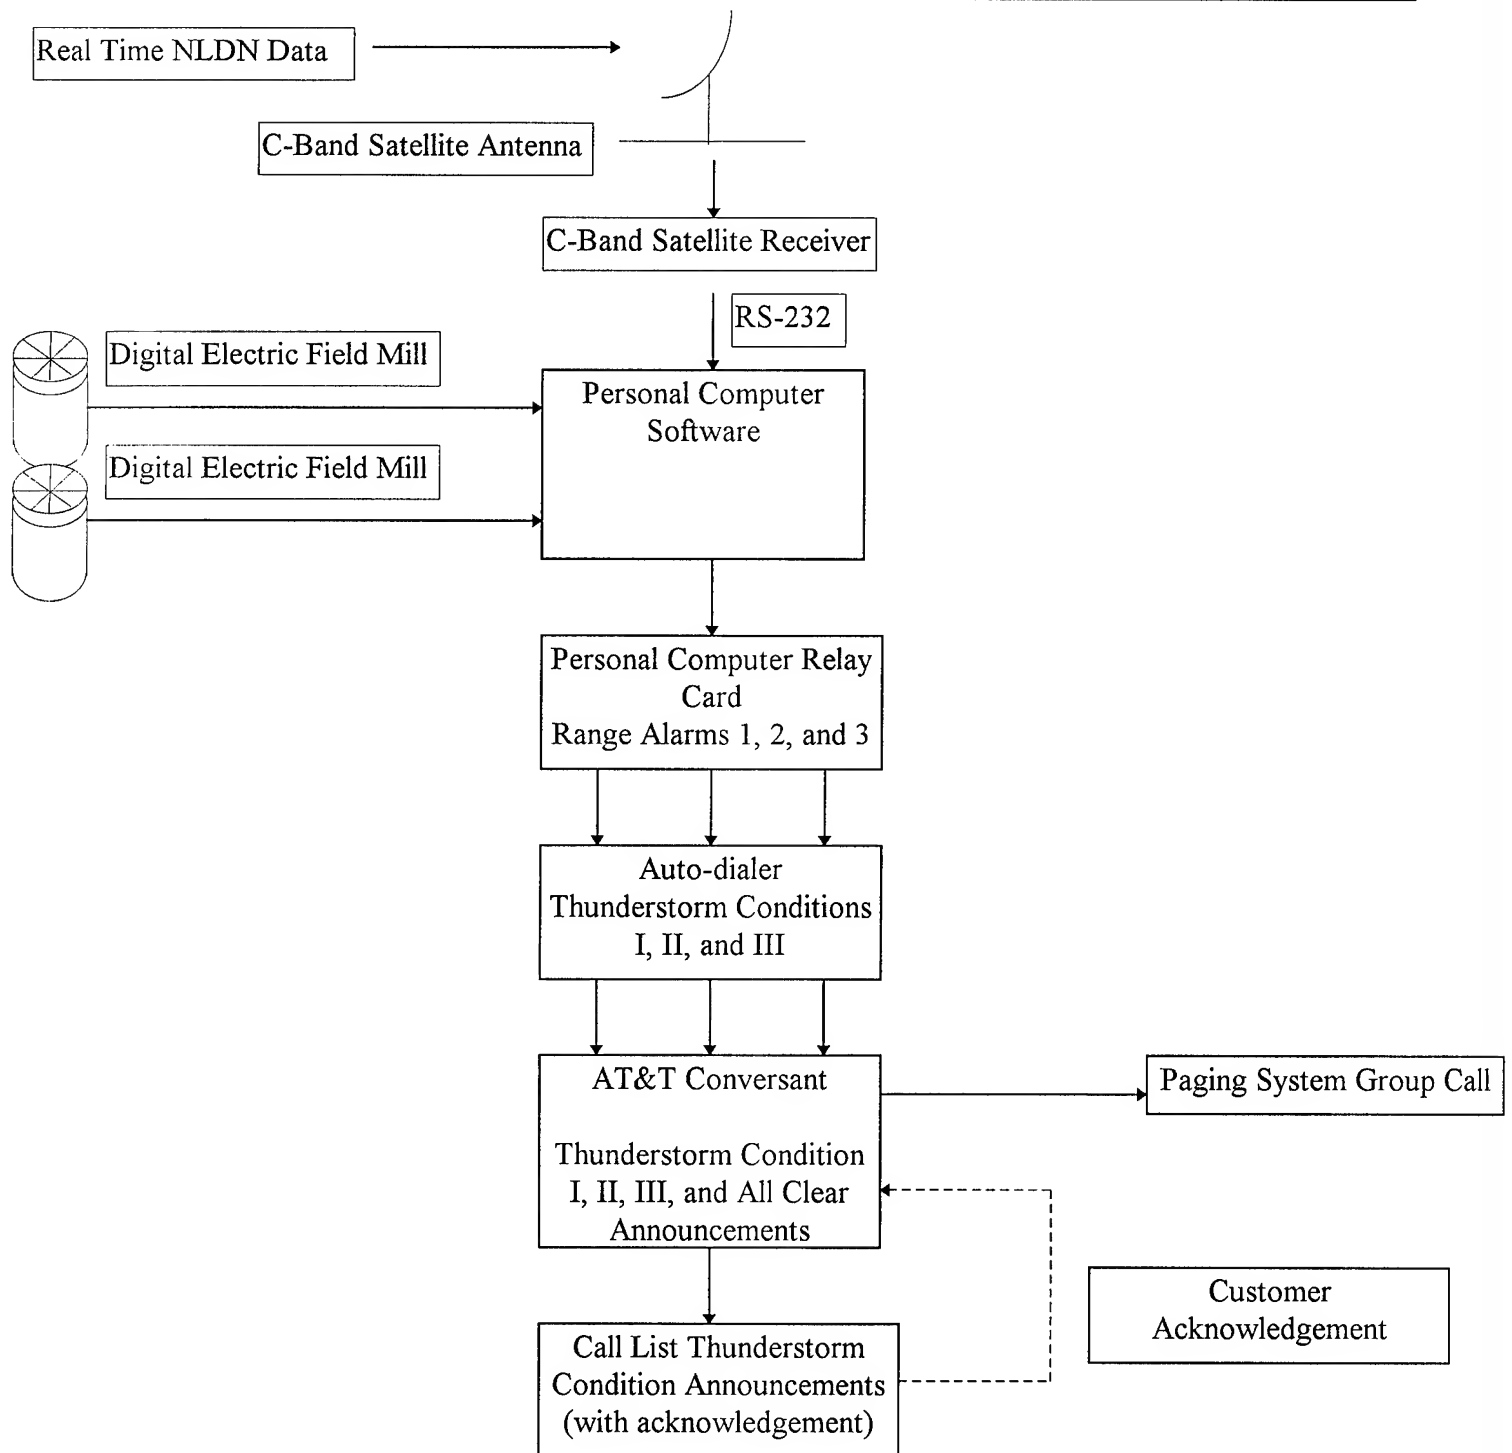 Real Time NLDN Data
C-Band Satellite Antenna
C-Band Satellite Receiver
RS-232
Digital Electric Field Mill
Personal Computer
Software
Digital Electric Field Mill
Personal Computer Relay
Card
Range Alarms 1, 2, and 3
Auto-dialer
Thunderstorm Conditions
I, II, and III
AT&T Conversant
Paging System Group Call
Thunderstorm Condition
I, II, III, and All Clear
Announcements
Customer
Acknowledgement
Call List Thunderstorm
Condition Announcements
(with acknowledgement)